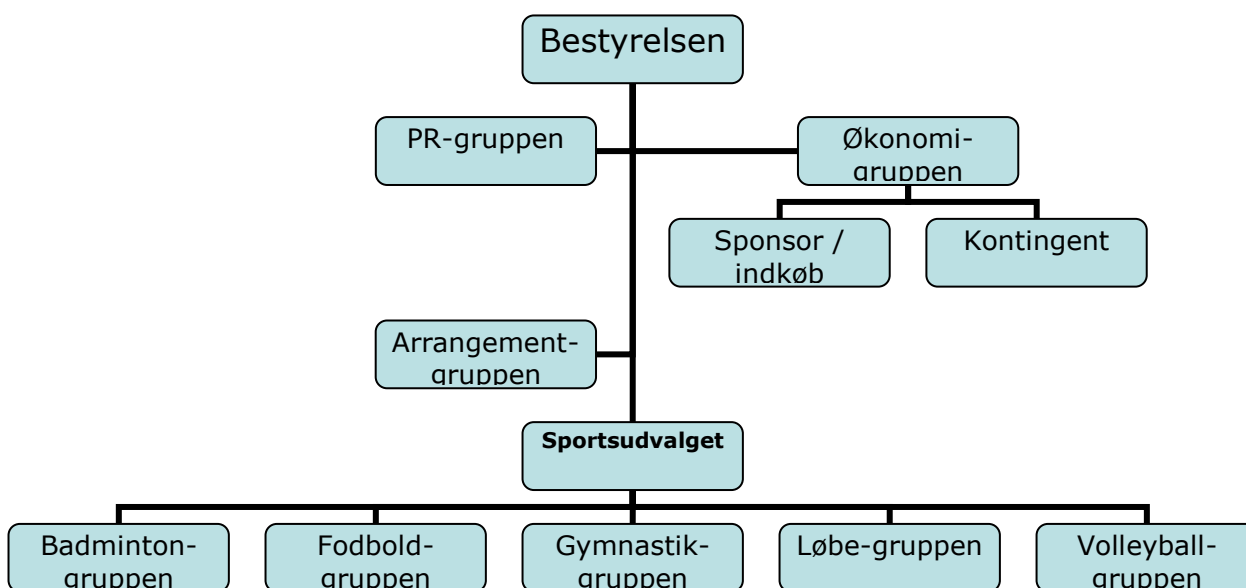 Bestyrelsen
PR-gruppen
Økonomi-
gruppen
Sponsor /
indkøb
Kontingent
Arrangement-
gruppen
Sportsudvalget
Badminton-
gruppen
Fodbold-
gruppen
Gymnastik-
gruppen
Løbe-gruppen
Volleyball-
gruppen